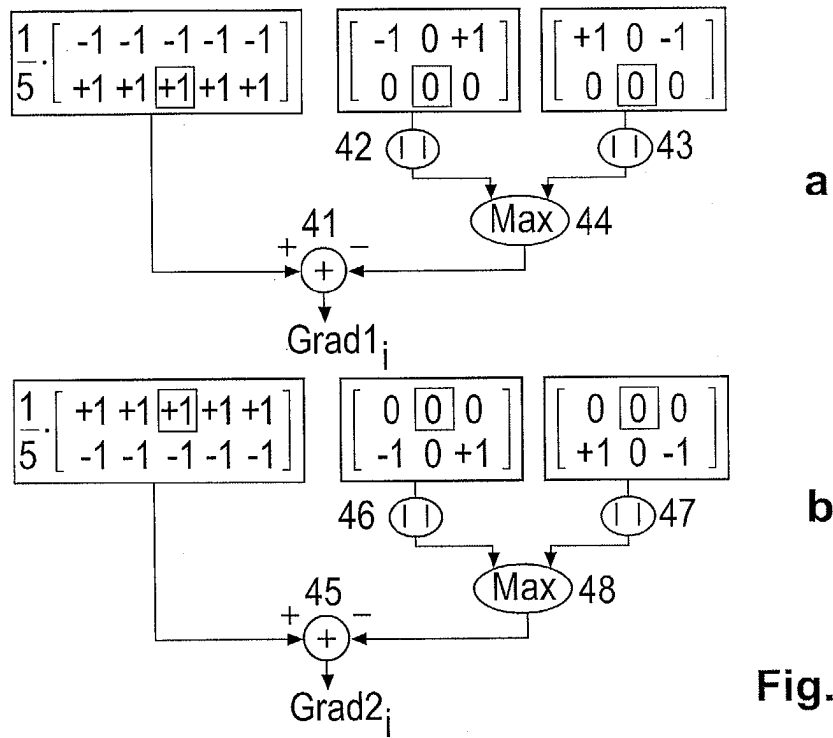 1/5 · [ -1 -1 -1 -1 -1
+1 +1 +1 +1 +1 ]
[ -1 0 +1
0 0 0 ]
[ +1 0 -1
0 0 0 ]
42 | | | | 43
a
Max 44
41
+ + −
Grad1i
1/5 · [ +1 +1 +1 +1 +1
-1 -1 -1 -1 -1 ]
[ 0 0 0
-1 0 +1 ]
[ 0 0 0
+1 0 -1 ]
46 | | | | 47
b
Max 48
45
+ + −
Grad2i
Fig.